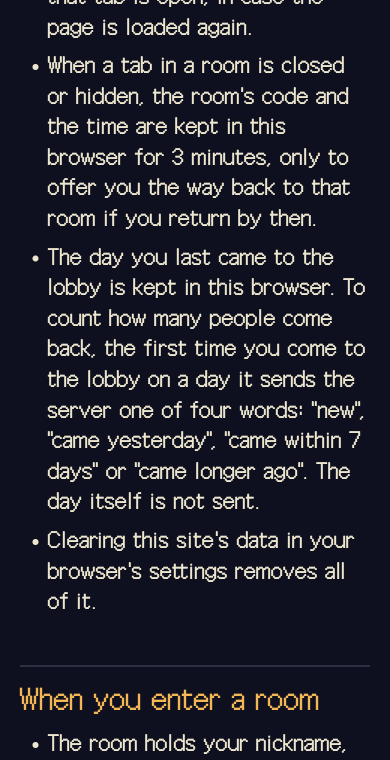 that tab is open, in case the
page is loaded again.
• When a tab in a room is closed
or hidden, the room's code and
the time are kept in this
browser for 3 minutes, only to
offer you the way back to that
room if you return by then.
• The day you last came to the
lobby is kept in this browser. To
count how many people come
back, the first time you come to
the lobby on a day it sends the
server one of four words: "new",
"came yesterday", "came within 7
days" or "came longer ago". The
day itself is not sent.
• Clearing this site's data in your
browser's settings removes all
of it.
When you enter a room
• The room holds your nickname,